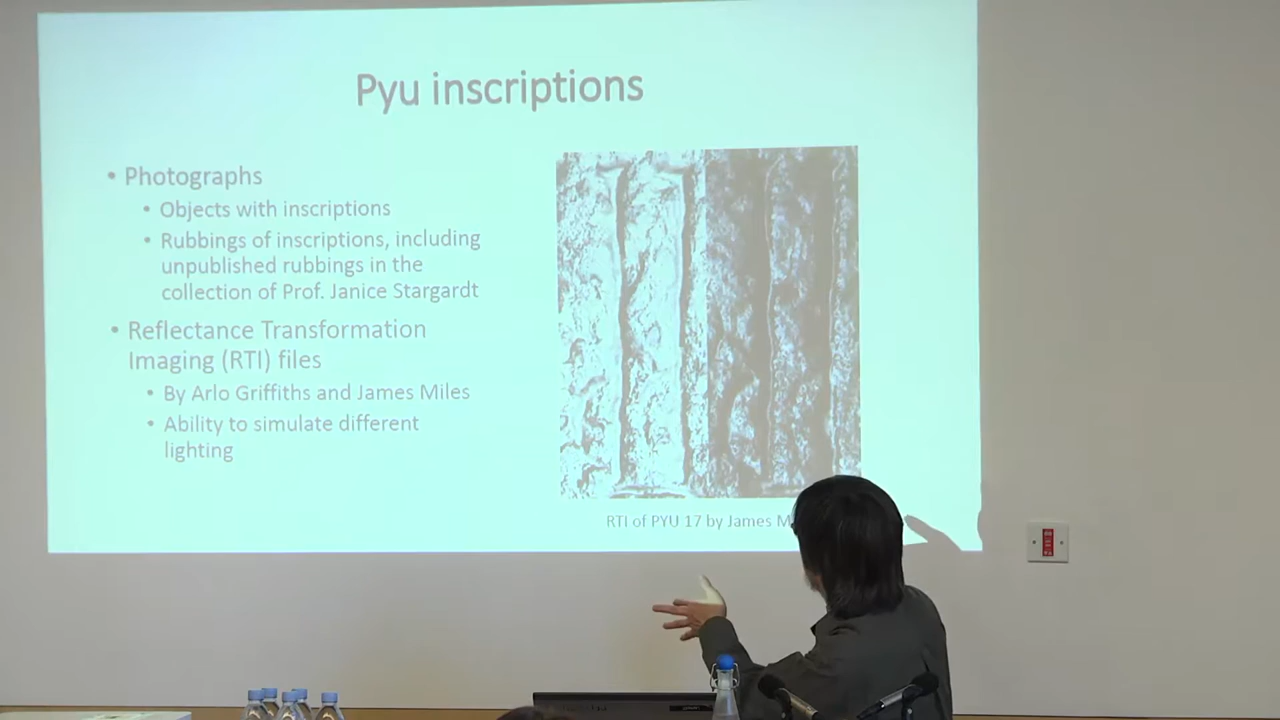 Pyu inscriptions
• Photographs
• Objects with inscriptions
• Rubbings of inscriptions, including
unpublished rubbings in the
collection of Prof. Janice Stargardt
• Reflectance Transformation
Imaging (RTI) files
• By Arlo Griffiths and James Miles
• Ability to simulate different
lighting
RTI of PYU 17 by James